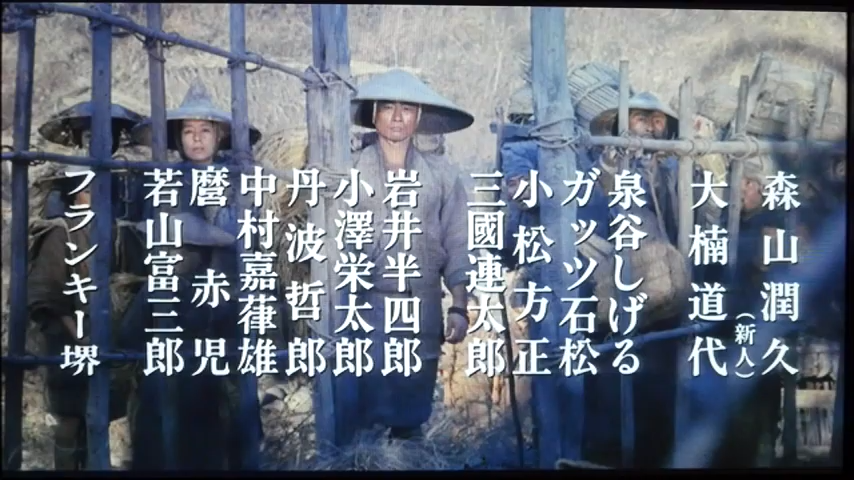 森山潤久
（新人）
大楠道代
泉谷しげる
ガッツ石松
小松方正
三國連太郎
岩井半四郎
小澤栄太郎
丹波哲郎
中村嘉葎雄
麿赤児
若山富三郎
フランキー堺